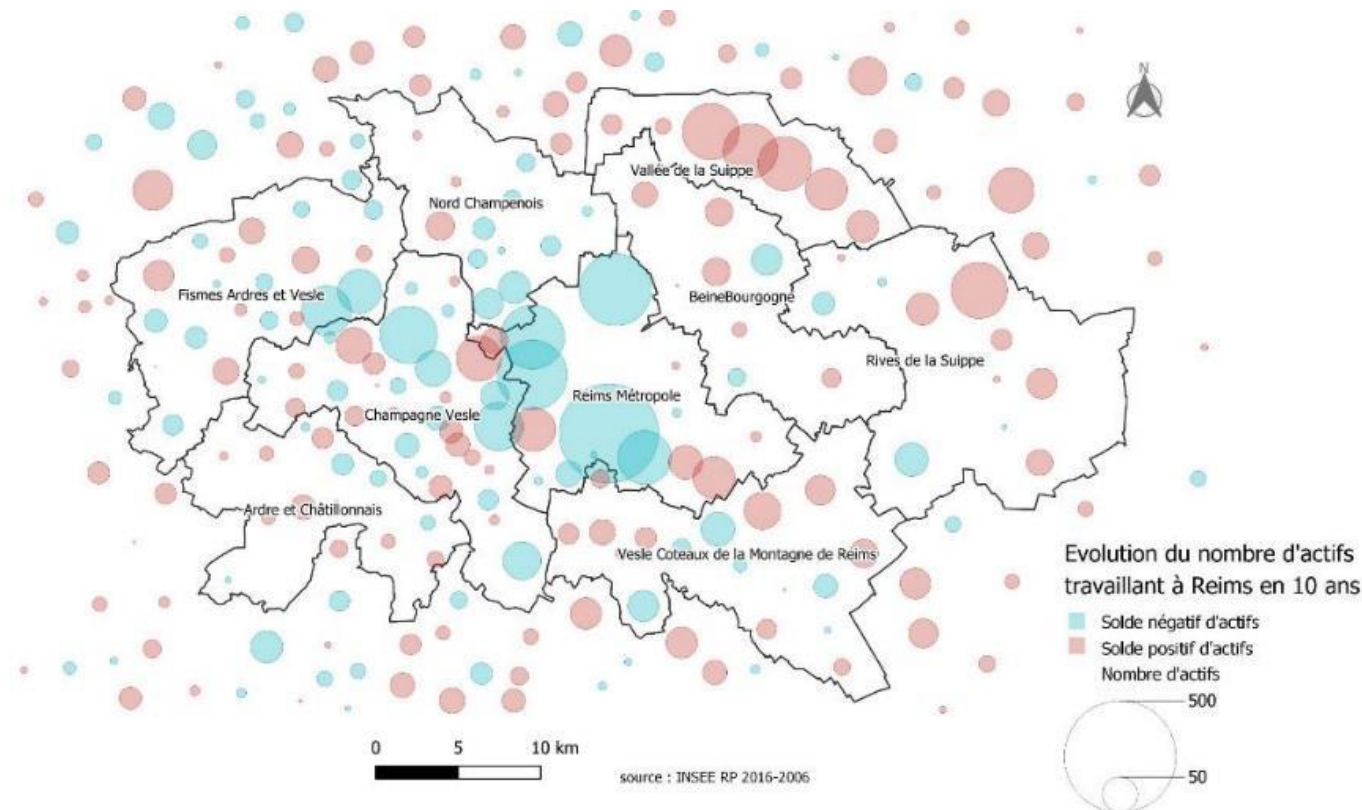 N
Vallée de la Suippe
Nord Champenois
Fismes Ardres et Vesle
BeineBourgogne
Rives de la Suippe
Reims Métropole
Champagne Vesle
Ardre et Châtillonnais
Vesle Coteaux de la Montagne de Reims
Evolution du nombre d'actifs
travaillant à Reims en 10 ans
Solde négatif d'actifs
Solde positif d'actifs
Nombre d'actifs
500
50
0 5 10 km
source : INSEE RP 2016-2006